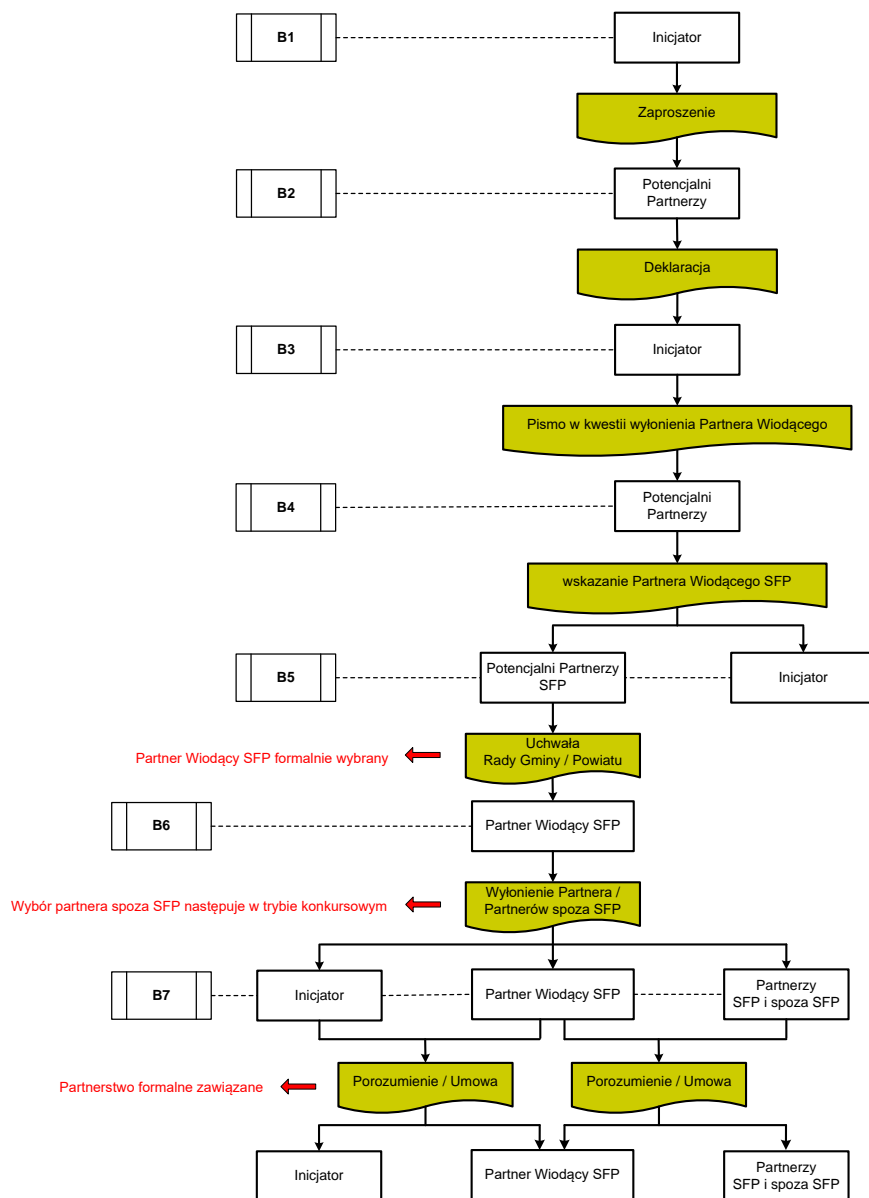 B1
Inicjator
Zaproszenie
B2
Potencjalni
Partnerzy
Deklaracja
B3
Inicjator
Pismo w kwestii wyłonienia Partnera Wiodącego
B4
Potencjalni
Partnerzy
wskazanie Partnera Wiodącego SFP
B5
Potencjalni Partnerzy
SFP
Inicjator
Partner Wiodący SFP formalnie wybrany
Uchwała
Rady Gminy / Powiatu
B6
Partner Wiodący SFP
Wybór partnera spoza SFP następuje w trybie konkursowym
Wyłonienie Partnera /
Partnerów spoza SFP
B7
Inicjator
Partner Wiodący SFP
Partnerzy
SFP i spoza SFP
Partnerstwo formalne zawiązane
Porozumienie / Umowa
Porozumienie / Umowa
Inicjator
Partner Wiodący SFP
Partnerzy
SFP i spoza SFP